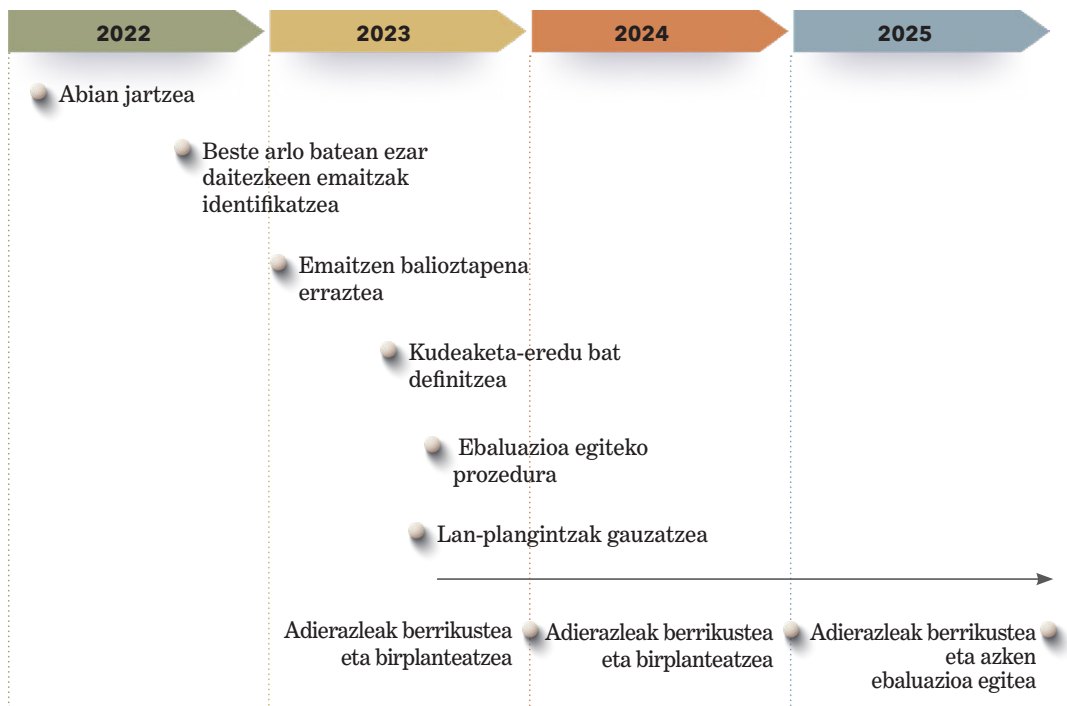 2022
2023
2024
2025
Abian jartzea
Beste arlo batean ezar
daitezkeen emaitzak
identifikatzea
Emaitzen balioztapena
erraztea
Kudeaketa-eredu bat
definitzea
Ebaluazioa egiteko
prozedura
Lan-plangintzak gauzatzea
Adierazleak berrikustea
eta birplanteatzea
Adierazleak berrikustea
eta birplanteatzea
Adierazleak berrikustea
eta azken
ebaluazioa egitea